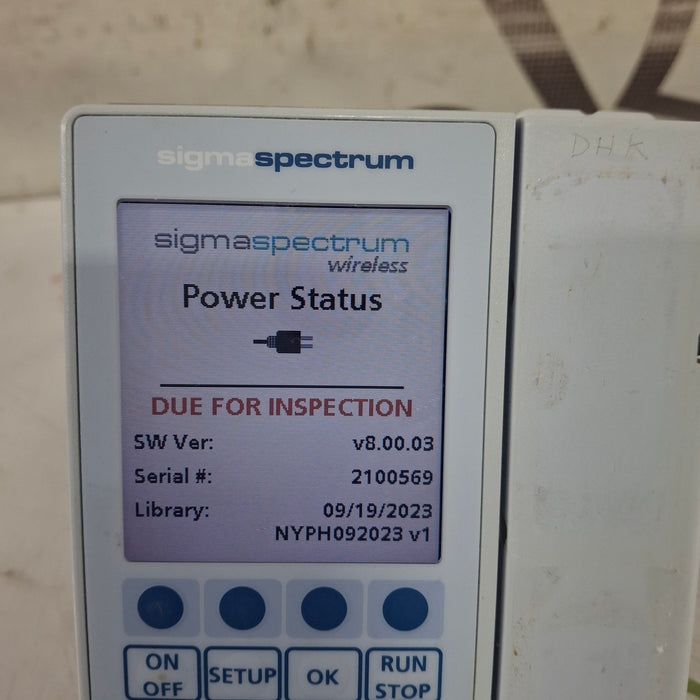 DHK
sigmaspectrum
sigmaspectrum
wireless
Power Status
DUE FOR INSPECTION
SW Ver: v8.00.03
Serial #: 2100569
Library: 09/19/2023
NYPH092023 v1
ON OFF
SETUP
OK
RUN STOP